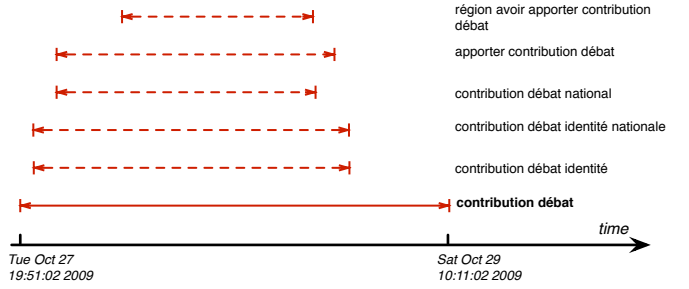 région avoir apporter contribution
débat
apporter contribution débat
contribution débat national
contribution débat identité nationale
contribution débat identité
contribution débat
time
Tue Oct 27
19:51:02 2009
Sat Oct 29
10:11:02 2009